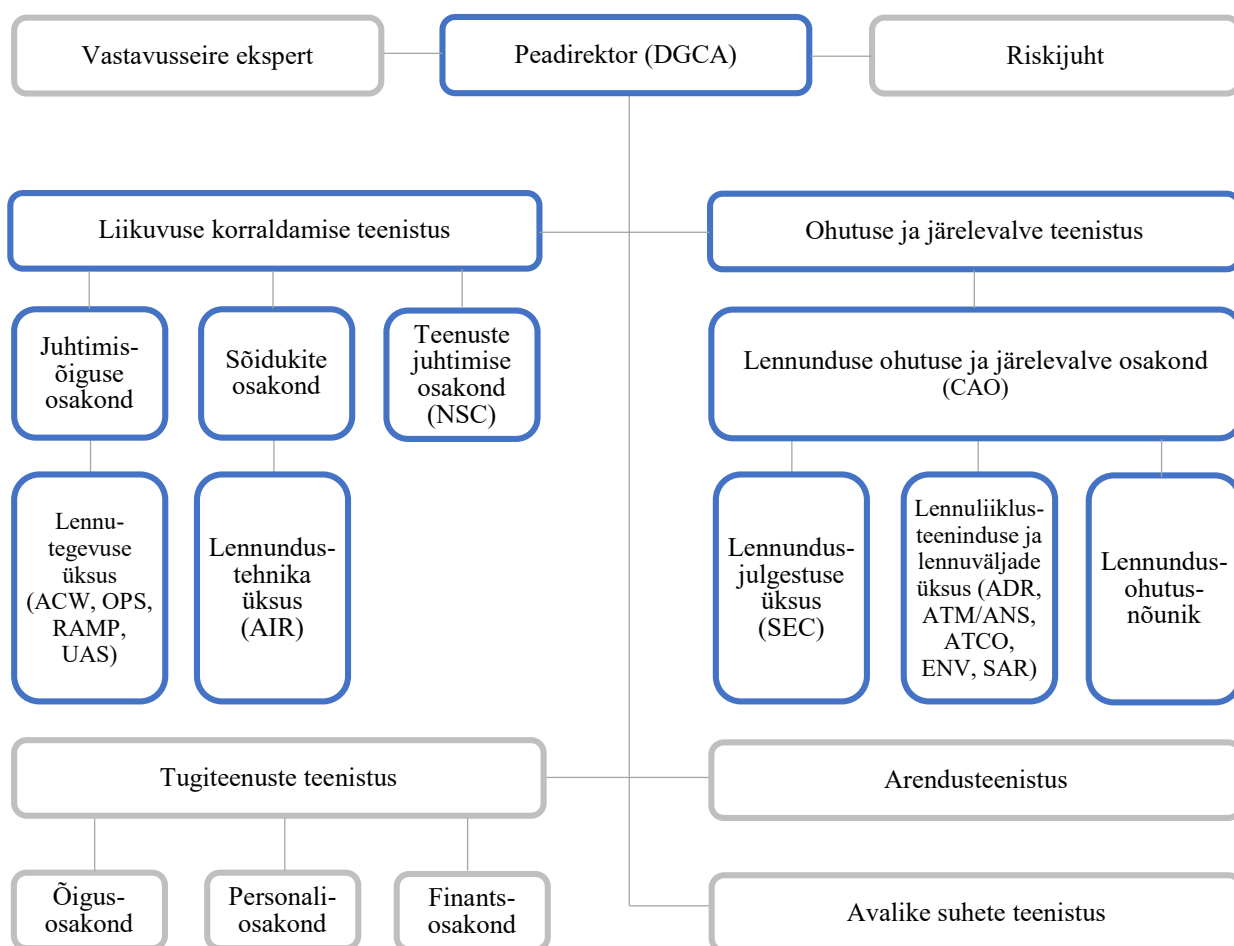 Vastavusseire ekspert
Peadirektor (DGCA)
Riskijuht
Liikuvuse korraldamise teenistus
Ohutuse ja järelevalve teenistus
Juhtimis-
õiguse
osakond
Sõidukite
osakond
Teenuste
juhtimise
osakond
(NSC)
Lennunduse ohutuse ja järelevalve osakond
(CAO)
Lennu-
tegevuse
üksus
(ACW, OPS,
RAMP,
UAS)
Lennundus-
tehnika
üksus
(AIR)
Lennundus-
julgestuse
üksus
(SEC)
Lennuliiklus-
teeninduse ja
lennuväljade
üksus (ADR,
ATM/ANS,
ATCO,
ENV, SAR)
Lennundus-
ohutus-
nõunik
Tugiteenuste teenistus
Arendusteenistus
Õigus-
osakond
Personali-
osakond
Finants-
osakond
Avalike suhete teenistus